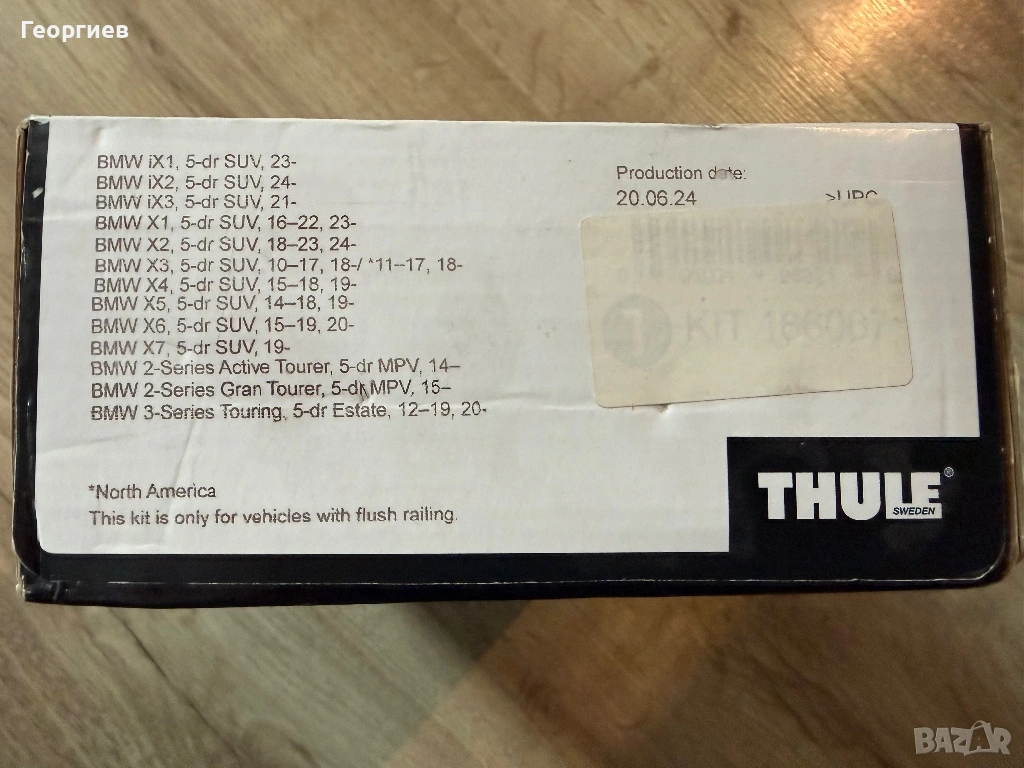 Георгиев
BMW iX1, 5-dr SUV, 23-
BMW iX2, 5-dr SUV, 24-
BMW iX3, 5-dr SUV, 21-
BMW X1, 5-dr SUV, 16–22, 23-
BMW X2, 5-dr SUV, 18–23, 24-
BMW X3, 5-dr SUV, 10–17, 18-/ *11–17, 18-
BMW X4, 5-dr SUV, 15–18, 19-
BMW X5, 5-dr SUV, 14–18, 19-
BMW X6, 5-dr SUV, 15–19, 20-
BMW X7, 5-dr SUV, 19-
BMW 2-Series Active Tourer, 5-dr MPV, 14–
BMW 2-Series Gran Tourer, 5-dr MPV, 15–
BMW 3-Series Touring, 5-dr Estate, 12–19, 20-
*North America
This kit is only for vehicles with flush railing.
Production date:
20.06.24
KIT 186007
THULE®
SWEDEN
BAZAR